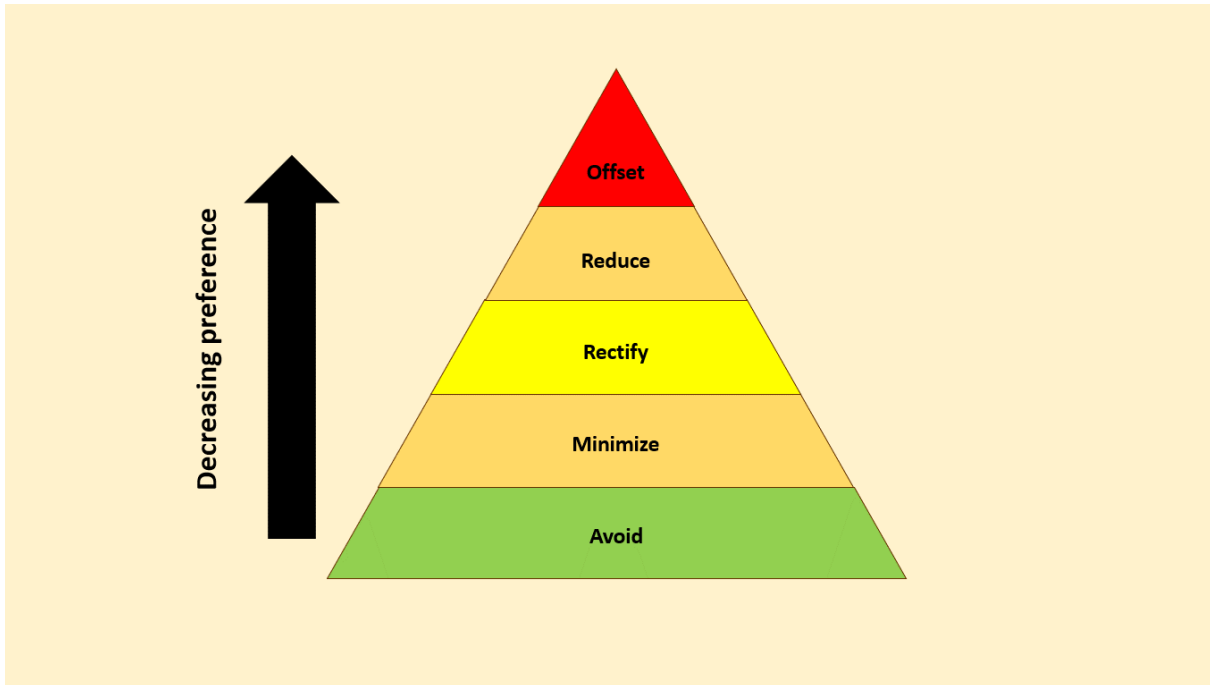 Decreasing preference
Offset
Reduce
Rectify
Minimize
Avoid